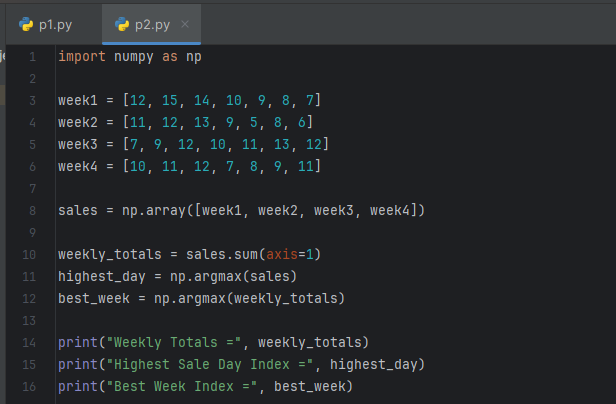 p1.py p2.py
je
1 import numpy as np
2
3 week1 = [12, 15, 14, 10, 9, 8, 7]
4 week2 = [11, 12, 13, 9, 5, 8, 6]
5 week3 = [7, 9, 12, 10, 11, 13, 12]
6 week4 = [10, 11, 12, 7, 8, 9, 11]
7
8 sales = np.array([week1, week2, week3, week4])
9
10 weekly_totals = sales.sum(axis=1)
11 highest_day = np.argmax(sales)
12 best_week = np.argmax(weekly_totals)
13
14 print("Weekly Totals =", weekly_totals)
15 print("Highest Sale Day Index =", highest_day)
16 print("Best Week Index =", best_week)